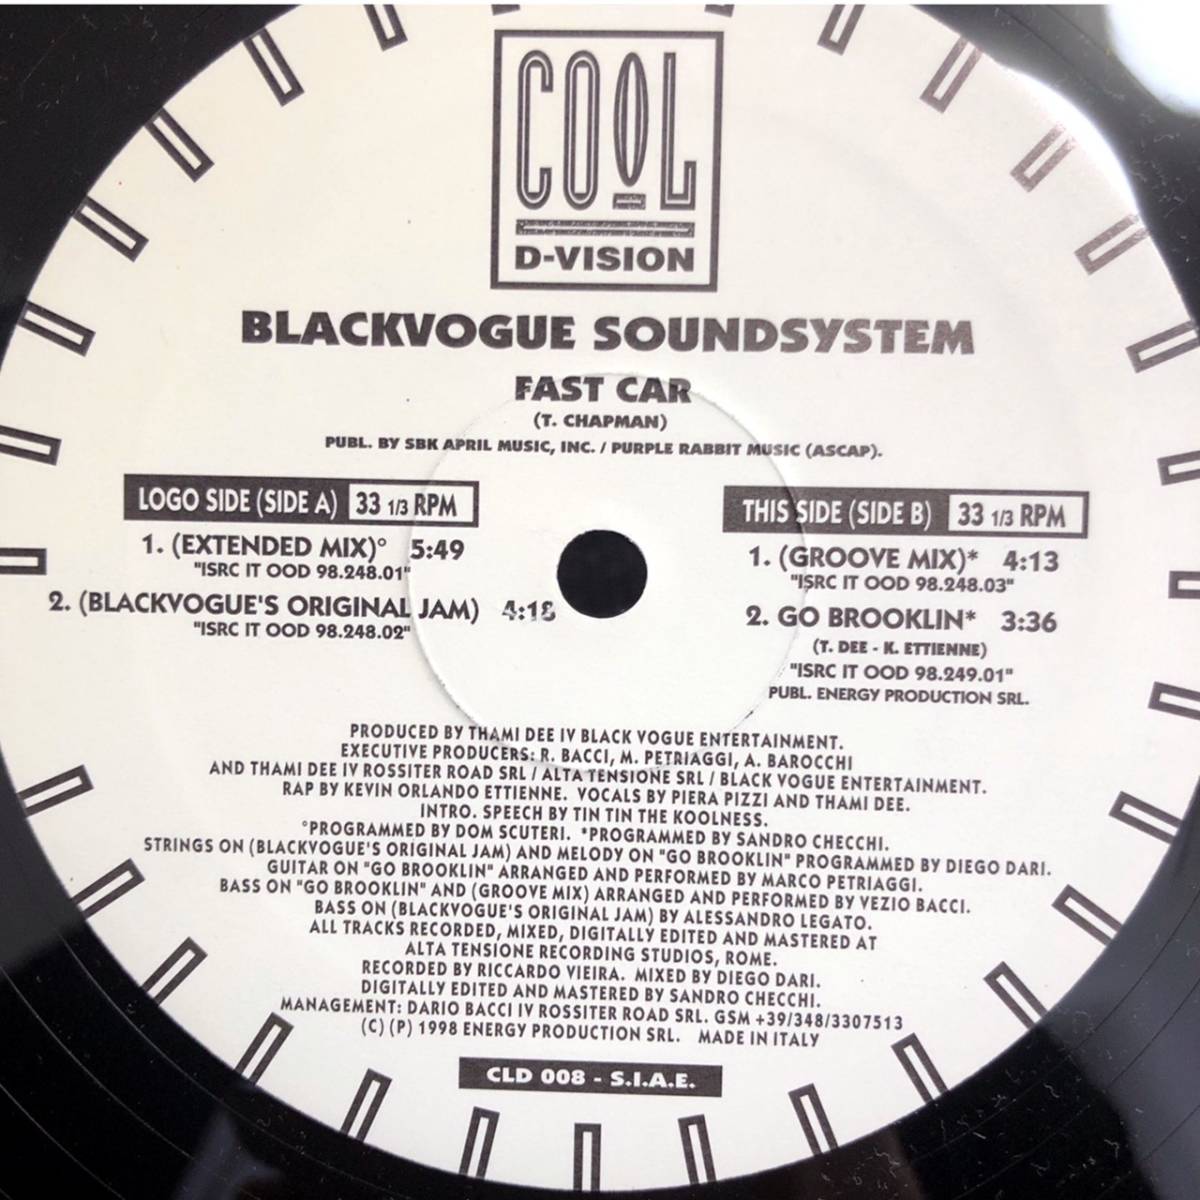 COOL
D-VISION
BLACKVOGUE SOUNDSYSTEM
FAST CAR
(T. CHAPMAN)
PUBL. BY SBK APRIL MUSIC, INC. / PURPLE RABBIT MUSIC (ASCAP).
LOGO SIDE (SIDE A) 33 1/3 RPM
1. (EXTENDED MIX)° 5:49
"ISRC IT OOD 98.248.01"
2. (BLACKVOGUE'S ORIGINAL JAM) 4:18
"ISRC IT OOD 98.248.02"
THIS SIDE (SIDE B) 33 1/3 RPM
1. (GROOVE MIX)* 4:13
"ISRC IT OOD 98.248.03"
2. GO BROOKLIN* 3:36
(T. DEE - K. ETTIENNE)
"ISRC IT OOD 98.249.01"
PUBL. ENERGY PRODUCTION SRL.
PRODUCED BY THAMI DEE IV BLACK VOGUE ENTERTAINMENT.
EXECUTIVE PRODUCERS: R. BACCI, M. PETRIAGGI, A. BAROCCHI
AND THAMI DEE IV ROSSITER ROAD SRL / ALTA TENSIONE SRL / BLACK VOGUE ENTERTAINMENT.
RAP BY KEVIN ORLANDO ETTIENNE. VOCALS BY PIERA PIZZI AND THAMI DEE.
INTRO. SPEECH BY TIN TIN THE KOOLNESS.
°PROGRAMMED BY DOM SCUTERI. *PROGRAMMED BY SANDRO CHECCHI.
STRINGS ON (BLACKVOGUE'S ORIGINAL JAM) AND MELODY ON "GO BROOKLIN" PROGRAMMED BY DIEGO DARI.
GUITAR ON "GO BROOKLIN" ARRANGED AND PERFORMED BY MARCO PETRIAGGI.
BASS ON "GO BROOKLIN" AND (GROOVE MIX) ARRANGED AND PERFORMED BY VEZIO BACCI.
BASS ON (BLACKVOGUE'S ORIGINAL JAM) BY ALESSANDRO LEGATO.
ALL TRACKS RECORDED, MIXED, DIGITALLY EDITED AND MASTERED AT
ALTA TENSIONE RECORDING STUDIOS, ROME.
RECORDED BY RICCARDO VIEIRA. MIXED BY DIEGO DARI.
DIGITALLY EDITED AND MASTERED BY SANDRO CHECCHI.
MANAGEMENT: DARIO BACCI IV ROSSITER ROAD SRL. GSM +39/348/3307513
(C) (P) 1998 ENERGY PRODUCTION SRL. MADE IN ITALY
CLD 008 - S.I.A.E.